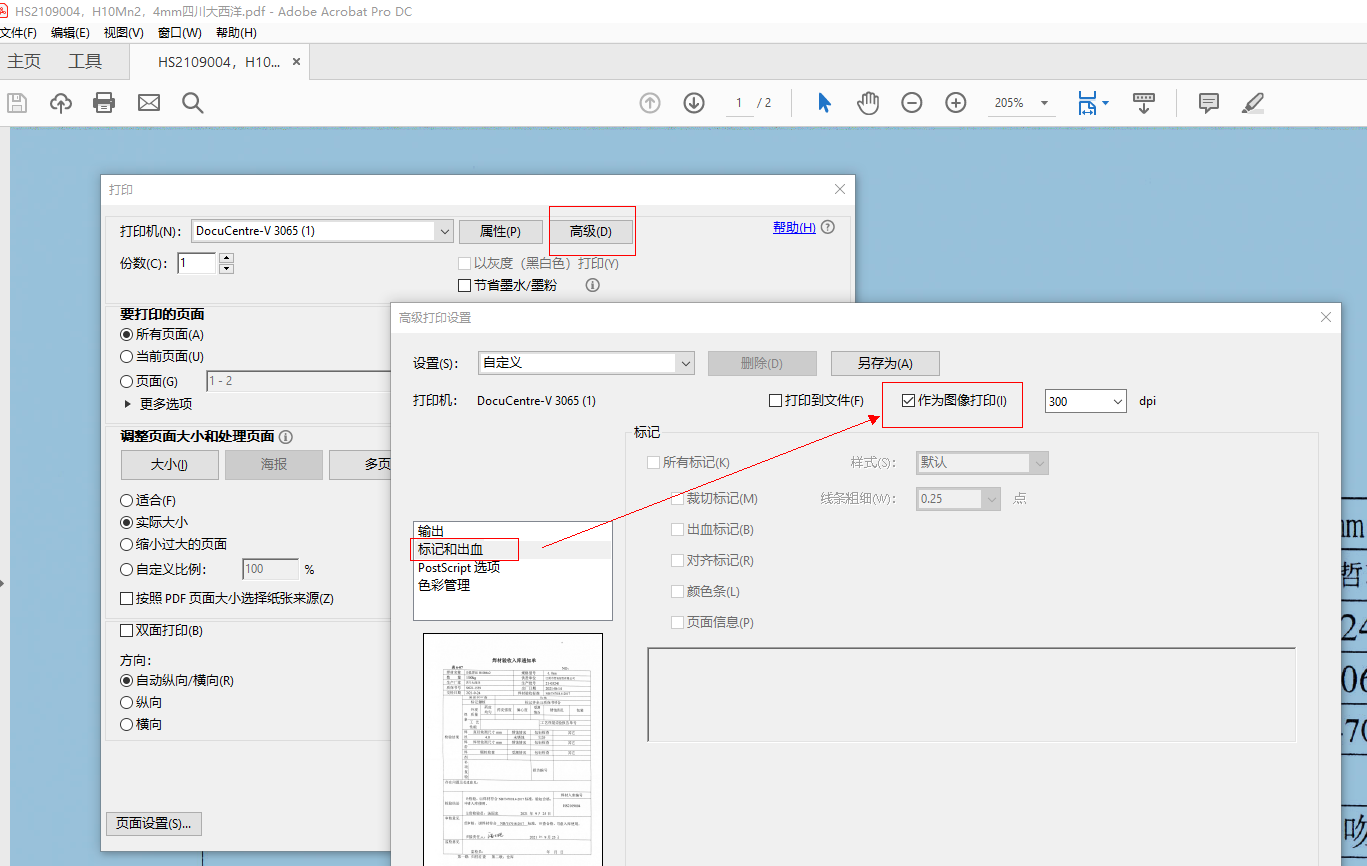 HS2109004，H10Mn2，4mm四川大西洋.pdf - Adobe Acrobat Pro DC
文件(F) 编辑(E) 视图(V) 窗口(W) 帮助(H)
主页 工具 HS2109004，H10... ×
1 / 2 205%
打印
打印机(N): DocuCentre-V 3065 (1) 属性(P) 高级(D) 帮助(H)
份数(C): 1 以灰度（黑白色）打印(Y)
节省墨水/墨粉
要打印的页面
所有页面(A)
当前页面(U)
页面(G) 1 - 2
更多选项
调整页面大小和处理页面
大小(I) 海报 多页
适合(F)
实际大小
缩小过大的页面
自定义比例: 100 %
按照 PDF 页面大小选择纸张来源(Z)
双面打印(B)
方向:
自动纵向/横向(R)
纵向
横向
页面设置(S)...
高级打印设置
设置(S): 自定义 删除(D) 另存为(A)
打印机: DocuCentre-V 3065 (1) 打印到文件(F) 作为图像打印(I) 300 dpi
输出
标记和出血
PostScript 选项
色彩管理
标记
所有标记(K) 样式(S): 默认
裁切标记(M) 线条粗细(W): 0.25 点
出血标记(B)
对齐标记(R)
颜色条(L)
页面信息(P)
焊材验收入库通知单
HS2109004
mm
哲
24
06
70
吹